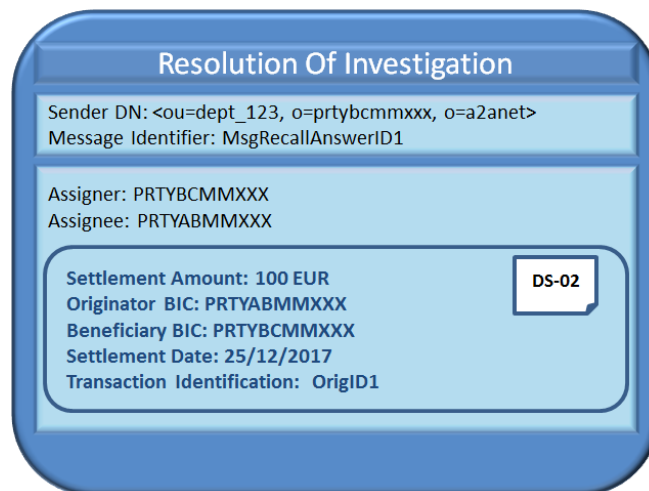 Resolution Of Investigation
Sender DN: <ou=dept_123, o=prtybcmmxxx, o=a2anet>
Message Identifier: MsgRecallAnswerID1
Assigner: PRTYBCMMXXX
Assignee: PRTYABMMXXX
Settlement Amount: 100 EUR
DS-02
Originator BIC: PRTYABMMXXX
Beneficiary BIC: PRTYBCMMXXX
Settlement Date: 25/12/2017
Transaction Identification: OrigID1